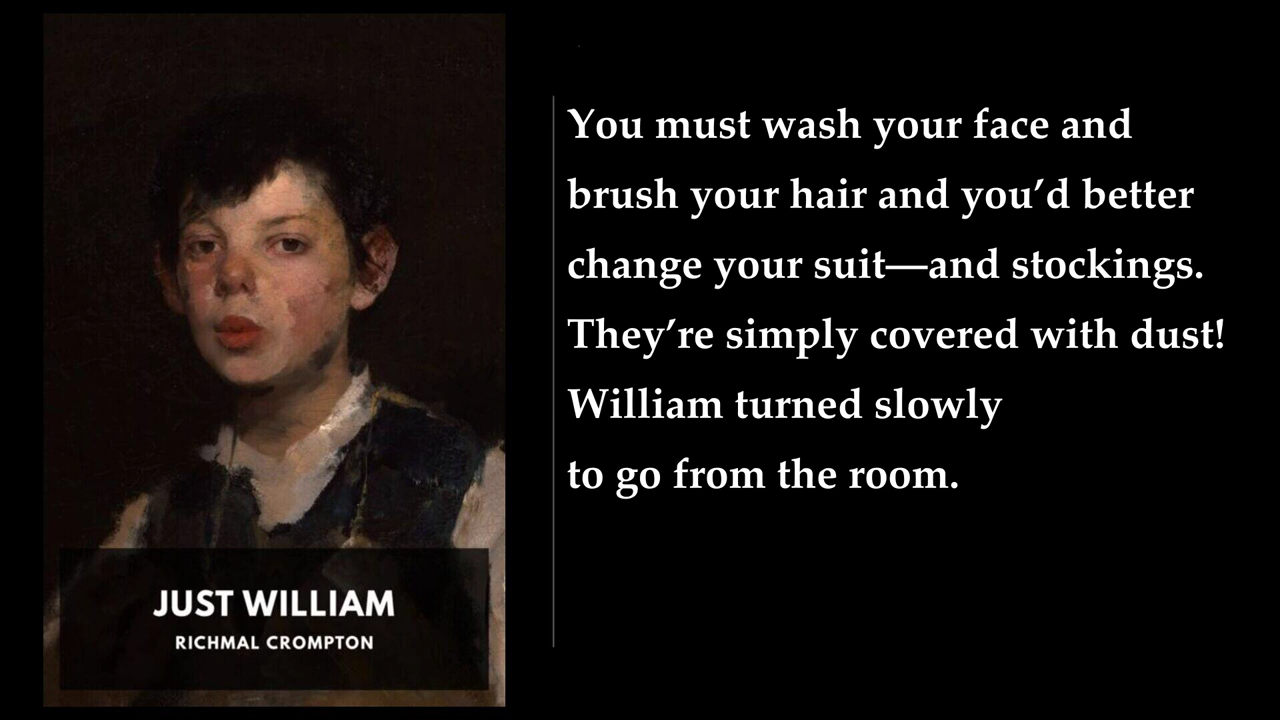 JUST WILLIAM
RICHMAL CROMPTON
You must wash your face and
brush your hair and you’d better
change your suit—and stockings.
They’re simply covered with dust!
William turned slowly
to go from the room.